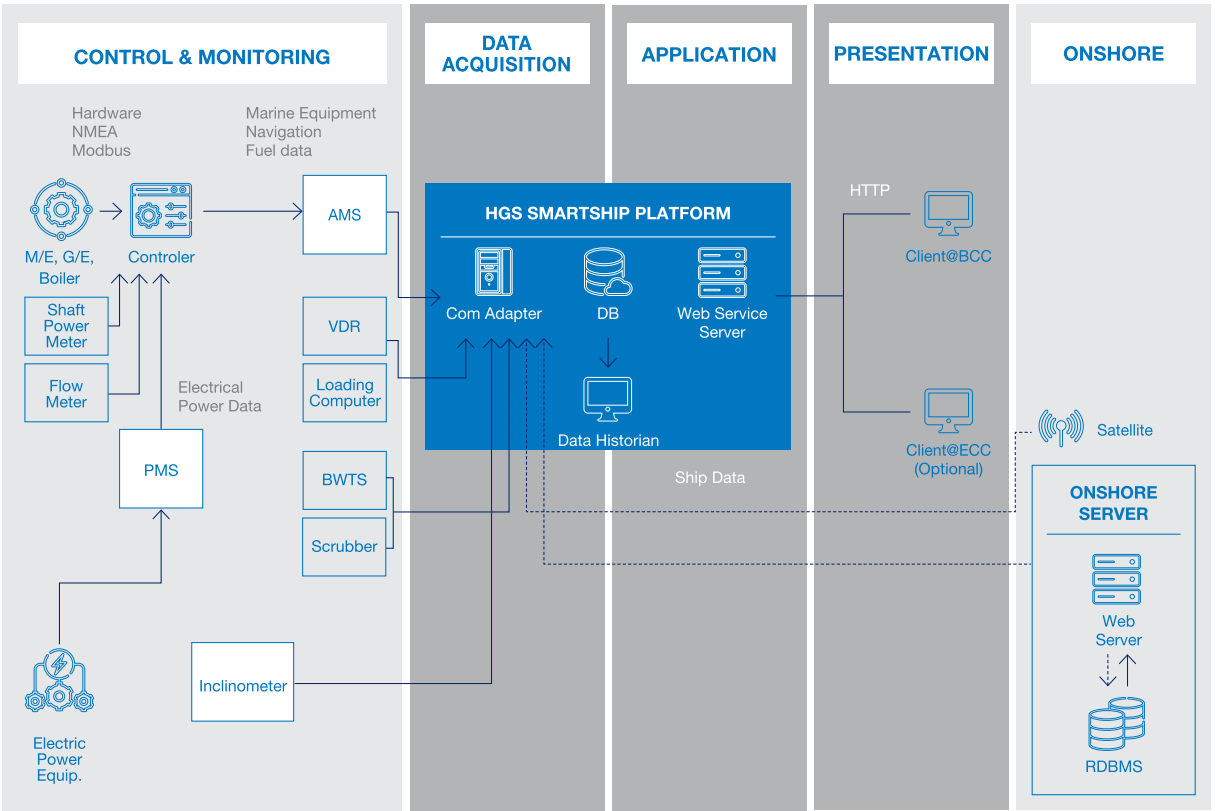 CONTROL & MONITORING
DATA
ACQUISITION
APPLICATION
PRESENTATION
ONSHORE
Hardware
NMEA
Modbus
Marine Equipment
Navigation
Fuel data
M/E, G/E,
Boiler
Controler
AMS
Shaft
Power
Meter
Flow
Meter
VDR
Loading
Computer
Electrical
Power Data
PMS
BWTS
Scrubber
Inclinometer
Electric
Power
Equip.
HGS SMARTSHIP PLATFORM
Com Adapter
DB
Web Service
Server
Data Historian
Ship Data
HTTP
Client@BCC
Client@ECC
(Optional)
Satellite
ONSHORE
SERVER
Web
Server
RDBMS